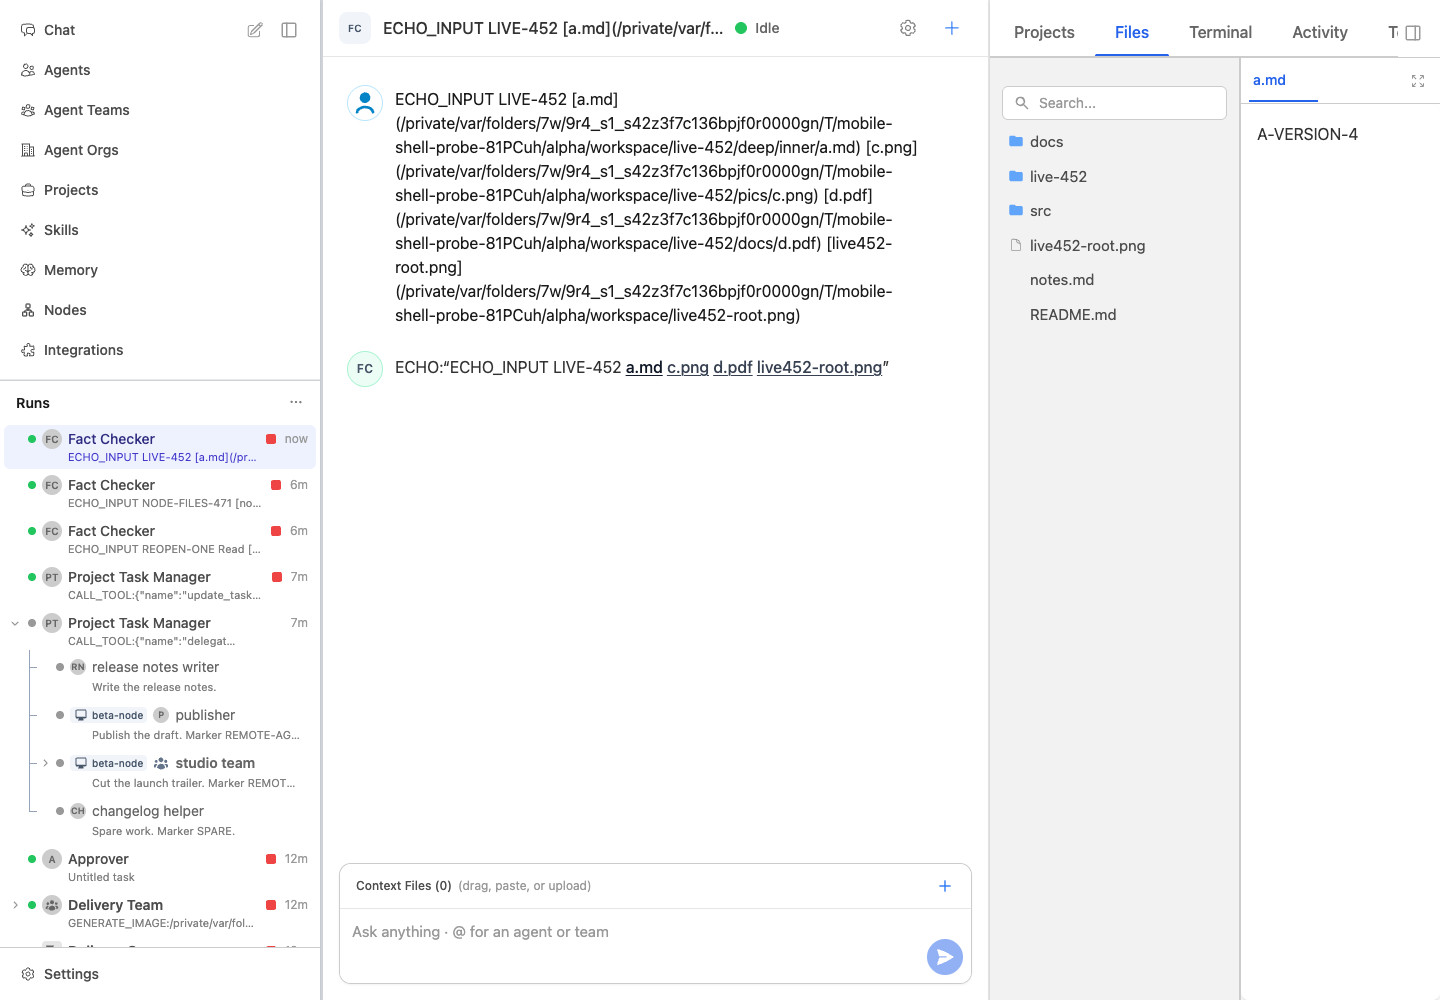 Chat
Agents
Agent Teams
Agent Orgs
Projects
Skills
Memory
Nodes
Integrations
Runs
FC Fact Checker now
ECHO_INPUT LIVE-452 [a.md](/pr...
FC Fact Checker 6m
ECHO_INPUT NODE-FILES-471 [no...
FC Fact Checker 6m
ECHO_INPUT REOPEN-ONE Read [...
PT Project Task Manager 7m
CALL_TOOL:{"name":"update_task...
PT Project Task Manager 7m
CALL_TOOL:{"name":"delegat...
RN release notes writer
Write the release notes.
beta-node P publisher
Publish the draft. Marker REMOTE-AG...
beta-node studio team
Cut the launch trailer. Marker REMOT...
CH changelog helper
Spare work. Marker SPARE.
A Approver 12m
Untitled task
Delivery Team 12m
GENERATE_IMAGE:/private/var/fol...
Settings
FC ECHO_INPUT LIVE-452 [a.md](/private/var/f... Idle
ECHO_INPUT LIVE-452 [a.md]
(/private/var/folders/7w/9r4_s1_s42z3f7c136bpjf0r0000gn/T/mobile-
shell-probe-81PCuh/alpha/workspace/live-452/deep/inner/a.md) [c.png]
(/private/var/folders/7w/9r4_s1_s42z3f7c136bpjf0r0000gn/T/mobile-
shell-probe-81PCuh/alpha/workspace/live-452/pics/c.png) [d.pdf]
(/private/var/folders/7w/9r4_s1_s42z3f7c136bpjf0r0000gn/T/mobile-
shell-probe-81PCuh/alpha/workspace/live-452/docs/d.pdf) [live452-
root.png]
(/private/var/folders/7w/9r4_s1_s42z3f7c136bpjf0r0000gn/T/mobile-
shell-probe-81PCuh/alpha/workspace/live452-root.png)
FC ECHO:“ECHO_INPUT LIVE-452 a.md c.png d.pdf live452-root.png”
Context Files (0) (drag, paste, or upload)
Ask anything · @ for an agent or team
Projects Files Terminal Activity
Search...
docs
live-452
src
live452-root.png
notes.md
README.md
a.md
A-VERSION-4